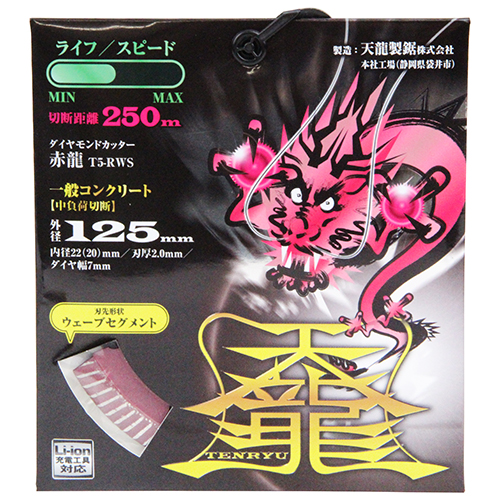 ライフ／スピード
MIN MAX
切断距離 250m
製造：天龍製鋸株式会社
本社工場(静岡県袋井市)
ダイヤモンドカッター
赤龍 T5-RWS
一般コンクリート
【中負荷切断】
外径 125mm
内径22(20)mm／刃厚2.0mm／
ダイヤ幅7mm
刃先形状
ウェーブセグメント
天龍
TENRYU
Li-ion
充電工具
対応